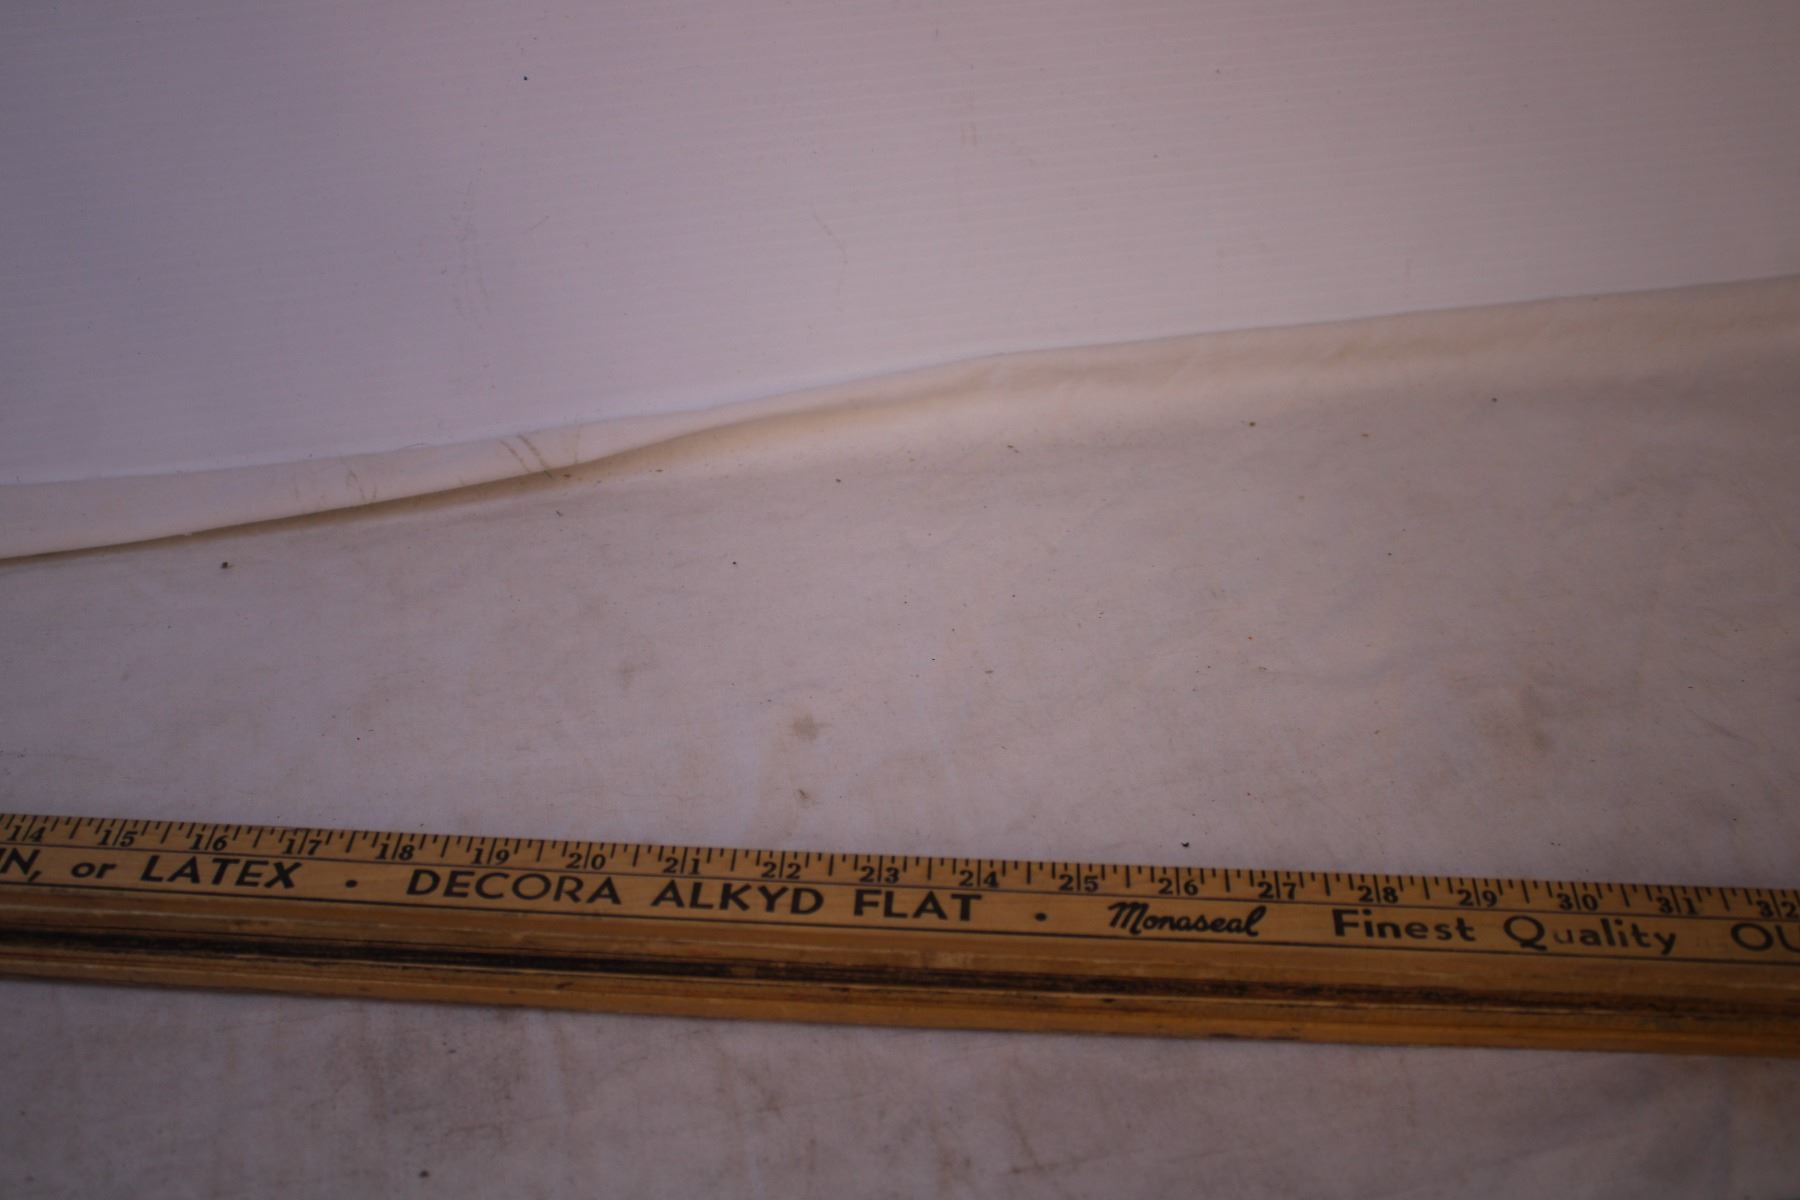 14 15 16 17 18 19 20 21 22 23 24 25 26 27 28 29 30 31 32
or LATEX • DECORA ALKYD FLAT • Monaseal Finest Quality